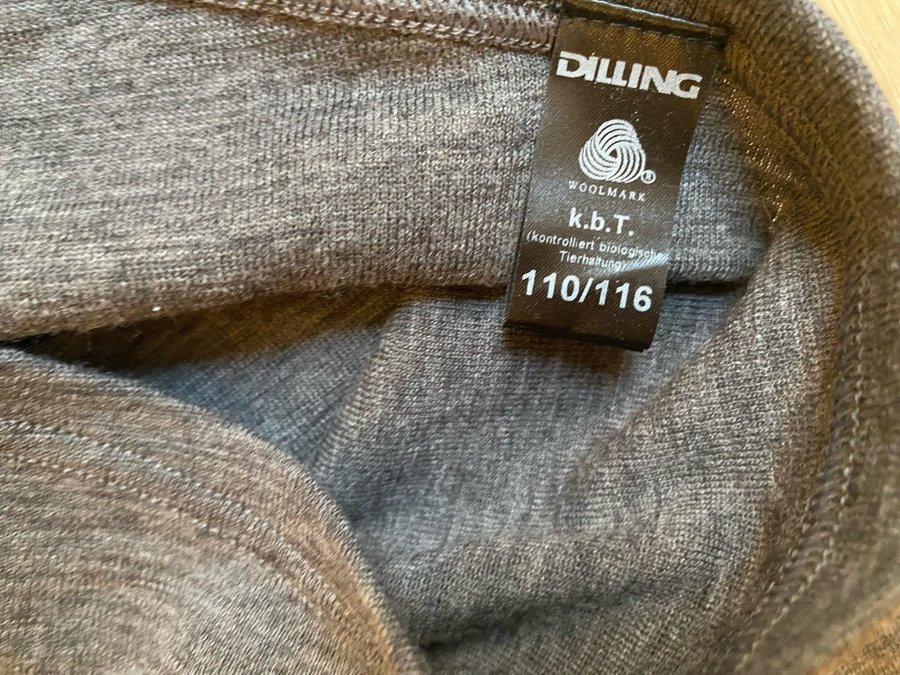 DILLING
WOOLMARK
k.b.T.
(kontrolliert biologische
Tierhaltung)
110/116